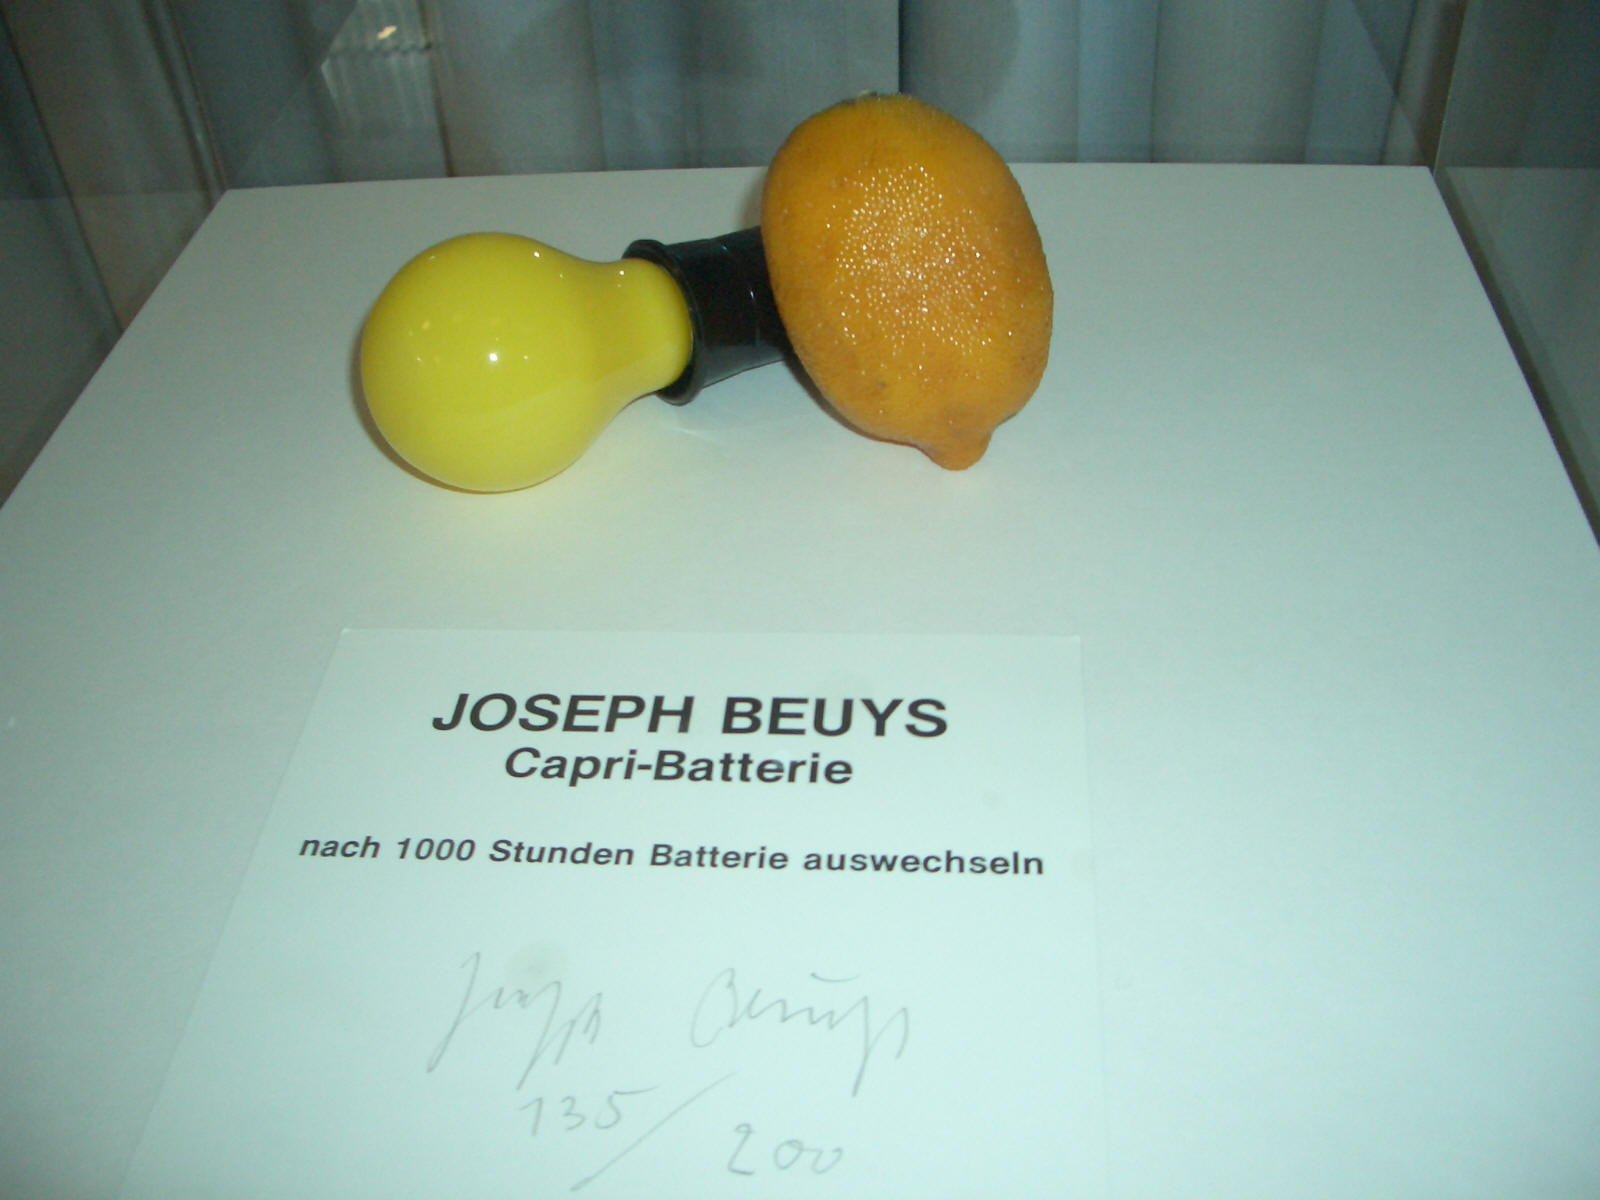 JOSEPH BEUYS
Capri-Batterie
nach 1000 Stunden Batterie auswechseln
Joseph Beuys
135/200